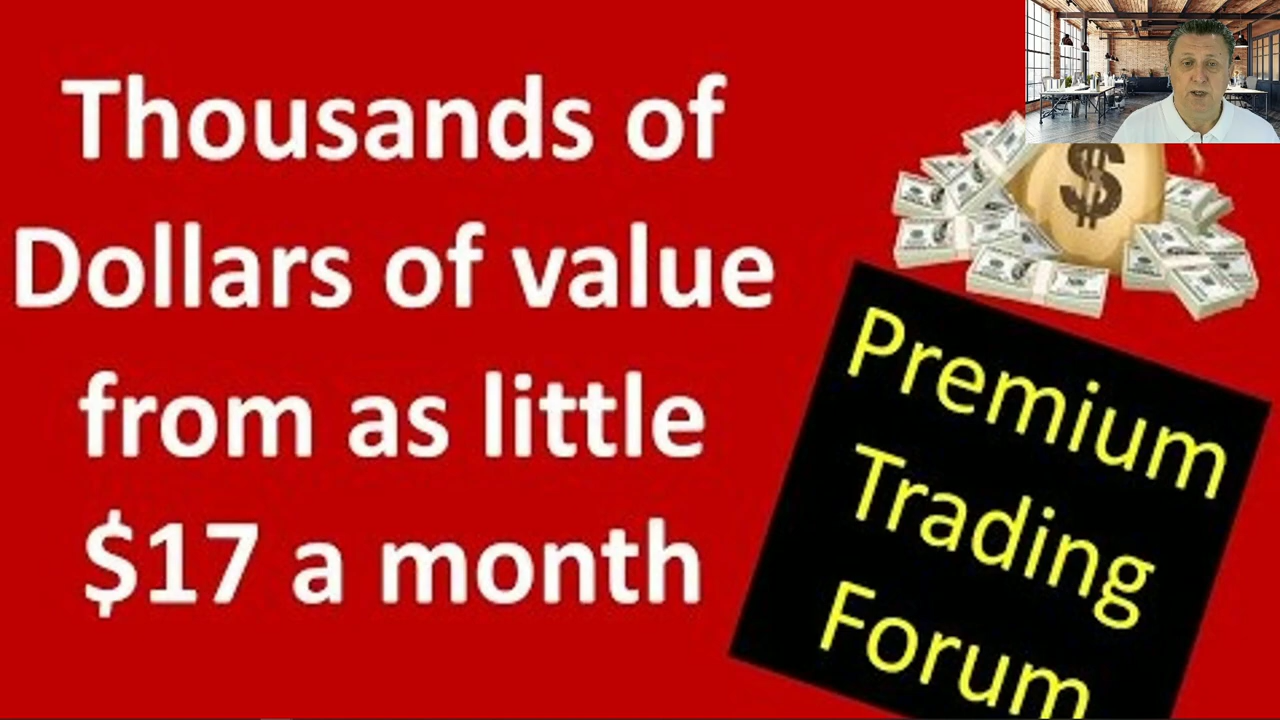 Thousands of
Dollars of value
from as little
$17 a month
$
Premium
Trading
Forum